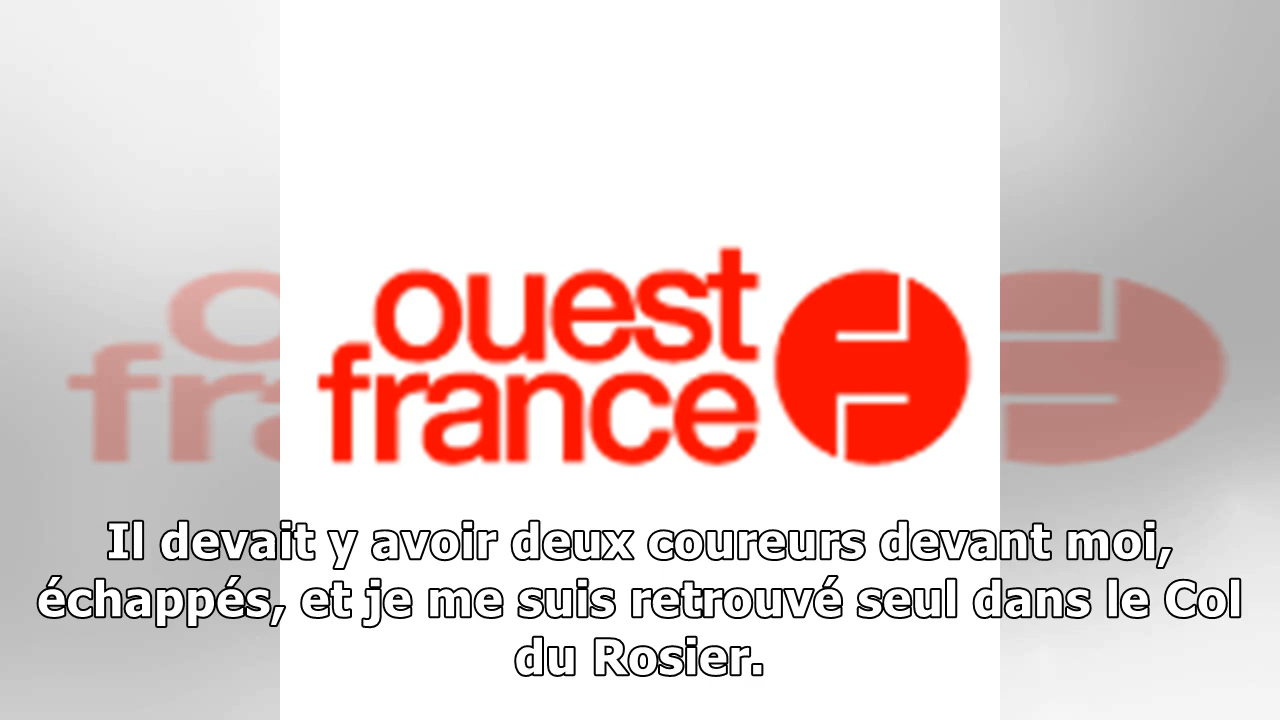 ouest
france
Il devait y avoir deux coureurs devant moi,
échappés, et je me suis retrouvé seul dans le Col
du Rosier.